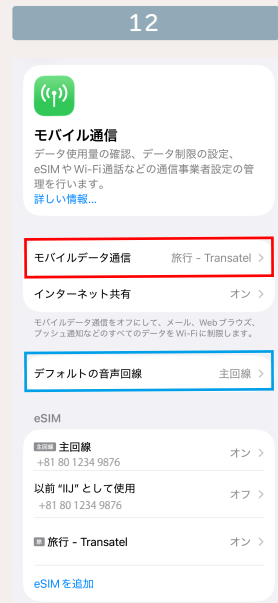 12
モバイル通信
データ使用量の確認、データ制限の設定、
eSIMやWi-Fi通話などの通信事業者設定の管
理を行います。
詳しい情報...
モバイルデータ通信 旅行 – Transatel
インターネット共有 オン
モバイルデータ通信をオフにして、メール、Webブラウズ、
プッシュ通知などのすべてのデータをWi-Fiに制限します。
デフォルトの音声回線 主回線
eSIM
主回線 主回線 オン
+81 80 1234 9876
以前 “IIJ” として使用 オフ
+81 80 1234 9876
旅 旅行 – Transatel オン
eSIMを追加